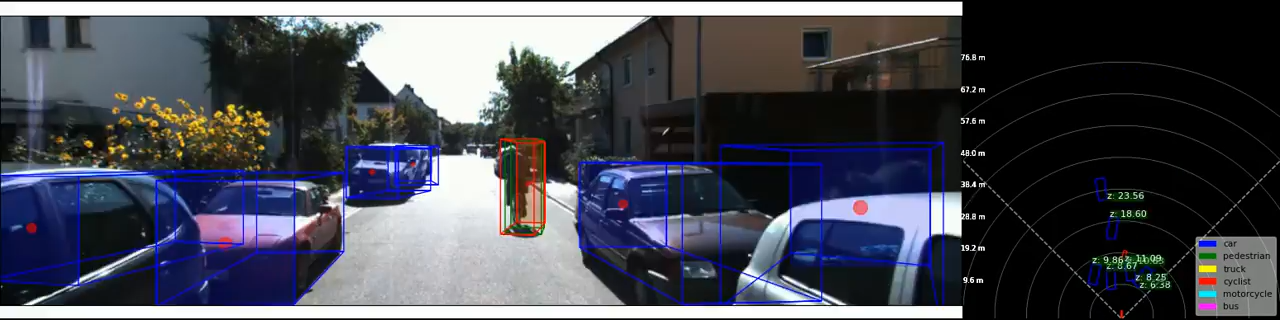 76.8 m
67.2 m
57.6 m
48.0 m
38.4 m
28.8 m
19.2 m
9.6 m
z: 23.56
z: 18.60
z: 9.86
z: 11.09
z: 8.67
z: 8.25
z: 6.38
car
pedestrian
truck
cyclist
motorcycle
bus